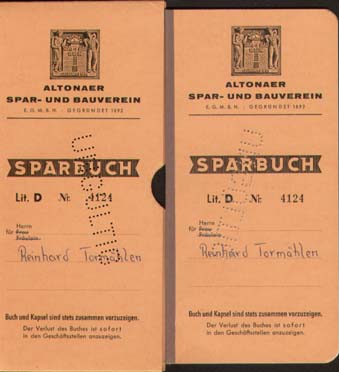 ALTONAER
SPAR- UND BAUVEREIN
E.G.M.B.H. · GEGRÜNDET 1892
SPARBUCH
Lit. D Nr. 4124
Herrn
für Frau
Fräulein
Reinhard Tormählen
Buch und Kapsel sind stets zusammen vorzuzeigen.
Der Verlust des Buches ist sofort
in den Geschäftsstellen anzuzeigen.
ALTONAER
SPAR- UND BAUVEREIN
E.G.M.B.H. · GEGRÜNDET 1892
SPARBUCH
Lit. D Nr. 4124
Herrn
für Frau
Fräulein
Reinhard Tormählen
Buch und Kapsel sind stets zusammen vorzuzeigen.
Der Verlust des Buches ist sofort
in den Geschäftsstellen anzuzeigen.